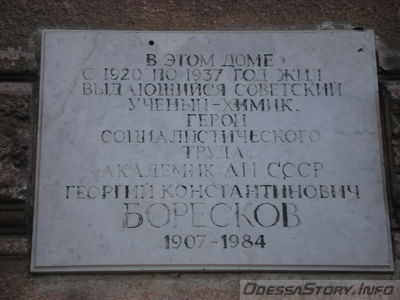 В ЭТОМ ДОМЕ
С 1920 ПО 1937 ГОД ЖИЛ
ВЫДАЮЩИЙСЯ СОВЕТСКИЙ
УЧЕНЫЙ-ХИМИК,
ГЕРОЙ
СОЦИАЛИСТИЧЕСКОГО
ТРУДА,
АКАДЕМИК АН СССР
ГЕОРГИЙ КОНСТАНТИНОВИЧ
БОРЕСКОВ
1907-1984
OdessaStory.Info